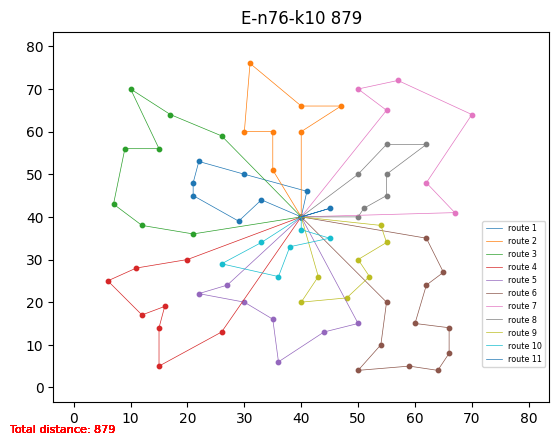 E-n76-k10 879
80
70
60
50
40
30
20
10
0
0 10 20 30 40 50 60 70 80
route 1
route 2
route 3
route 4
route 5
route 6
route 7
route 8
route 9
route 10
route 11
Total distance: 879